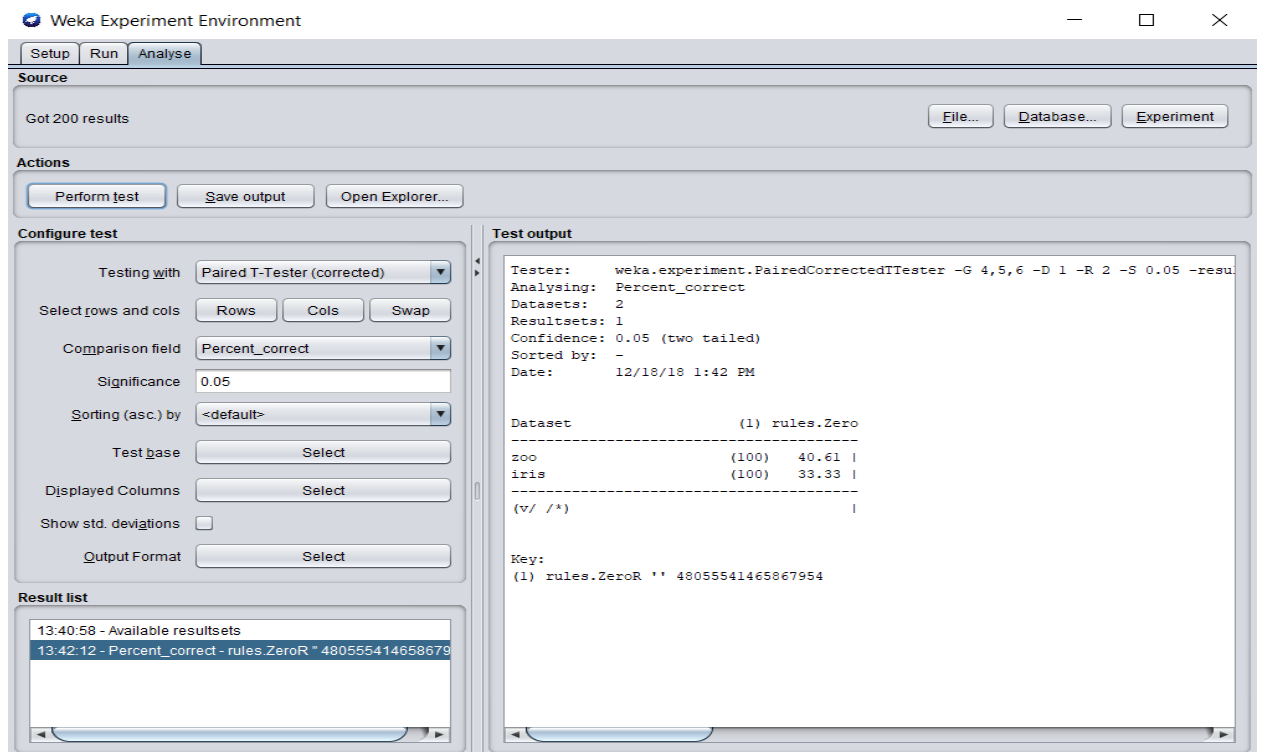 Weka Experiment Environment
Setup Run Analyse
Source
Got 200 results
File... Database... Experiment
Actions
Perform test Save output Open Explorer...
Configure test
Testing with Paired T-Tester (corrected)
Select rows and cols Rows Cols Swap
Comparison field Percent_correct
Significance 0.05
Sorting (asc.) by <default>
Test base Select
Displayed Columns Select
Show std. deviations
Output Format Select
Result list
13:40:58 - Available resultsets
13:42:12 - Percent_correct - rules.ZeroR '' 480555414658679
Test output
Tester: weka.experiment.PairedCorrectedTTester -G 4,5,6 -D 1 -R 2 -S 0.05 -resu
Analysing: Percent_correct
Datasets: 2
Resultsets: 1
Confidence: 0.05 (two tailed)
Sorted by: -
Date: 12/18/18 1:42 PM
Dataset (1) rules.Zero
----------------------------------------
zoo (100) 40.61 |
iris (100) 33.33 |
----------------------------------------
(v/ /*) |
Key:
(1) rules.ZeroR '' 48055541465867954